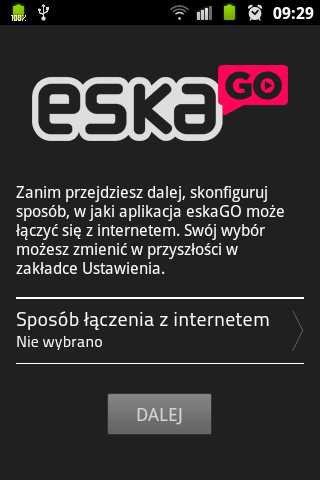 100%
09:29
eska
GO
Zanim przejdziesz dalej, skonfiguruj
sposób, w jaki aplikacja eskaGO może
łączyć się z internetem. Swój wybór
możesz zmienić w przyszłości w
zakładce Ustawienia.
Sposób łączenia z internetem
Nie wybrano
DALEJ